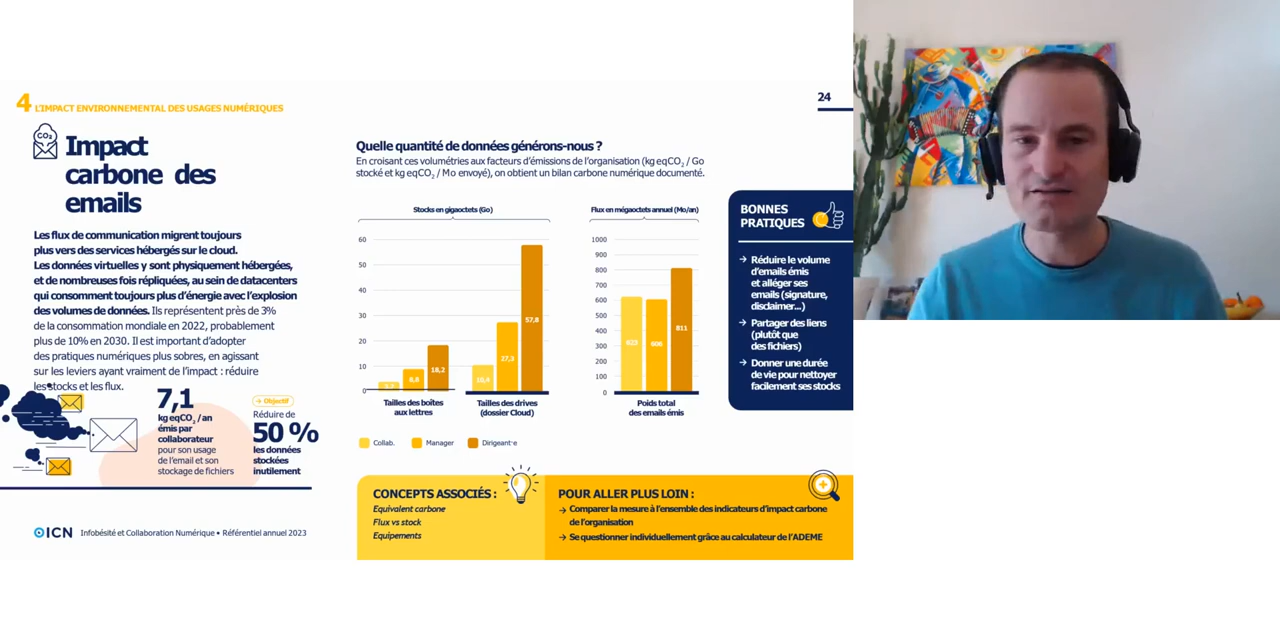 4 L'IMPACT ENVIRONNEMENTAL DES USAGES NUMÉRIQUES
24
CO2
Impact
carbone des
emails
Les flux de communication migrent toujours
plus vers des services hébergés sur le cloud.
Les données virtuelles y sont physiquement hébergées,
et de nombreuses fois répliquées, au sein de datacenters
qui consomment toujours plus d'énergie avec l'explosion
des volumes de données. Ils représentent près de 3%
de la consommation mondiale en 2022, probablement
plus de 10% en 2030. Il est important d'adopter
des pratiques numériques plus sobres, en agissant
sur les leviers ayant vraiment de l'impact : réduire
les stocks et les flux.
7,1
kg eqCO2 / an
émis par
collaborateur
pour son usage
de l'email et son
stockage de fichiers
→ Objectif
Réduire de
50 %
les données
stockées
inutilement
Quelle quantité de données générons-nous ?
En croisant ces volumétries aux facteurs d'émissions de l'organisation (kg eqCO2 / Go
stocké et kg eqCO2 / Mo envoyé), on obtient un bilan carbone numérique documenté.
Stocks en gigaoctets (Go)
60
50
40
30
20
10
0
8,8
18,2
10,4
27,3
57,8
Tailles des boîtes
aux lettres
Tailles des drives
(dossier Cloud)
Flux en mégaoctets annuel (Mo/an)
1000
900
800
700
600
500
400
300
200
100
0
623
606
811
Poids total
des emails émis
Collab.
Manager
Dirigeant·e
BONNES
PRATIQUES
→ Réduire le volume
d'emails émis
et alléger ses
emails (signature,
disclaimer...)
→ Partager des liens
(plutôt que
des fichiers)
→ Donner une durée
de vie pour nettoyer
facilement ses stocks
CONCEPTS ASSOCIÉS :
Equivalent carbone
Flux vs stock
Equipements
POUR ALLER PLUS LOIN :
→ Comparer la mesure à l'ensemble des indicateurs d'impact carbone
de l'organisation
→ Se questionner individuellement grâce au calculateur de l'ADEME
OICN Infobésité et Collaboration Numérique • Référentiel annuel 2023